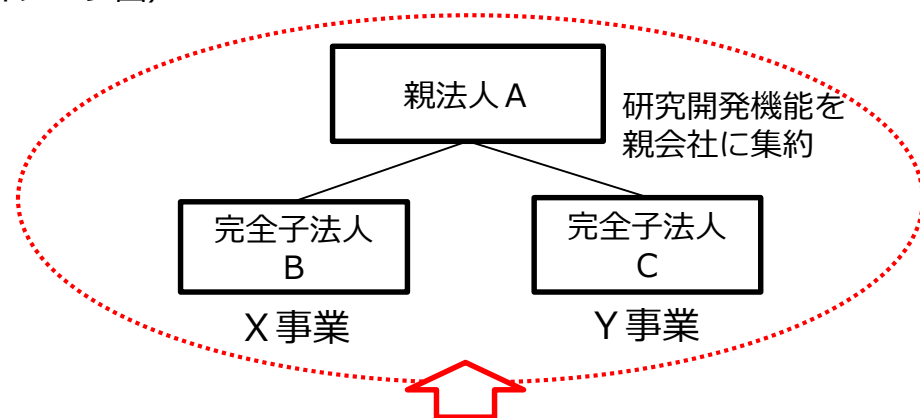 親法人Ａ
研究開発機能を
親会社に集約
完全子法人
Ｂ
完全子法人
Ｃ
Ｘ事業
Ｙ事業